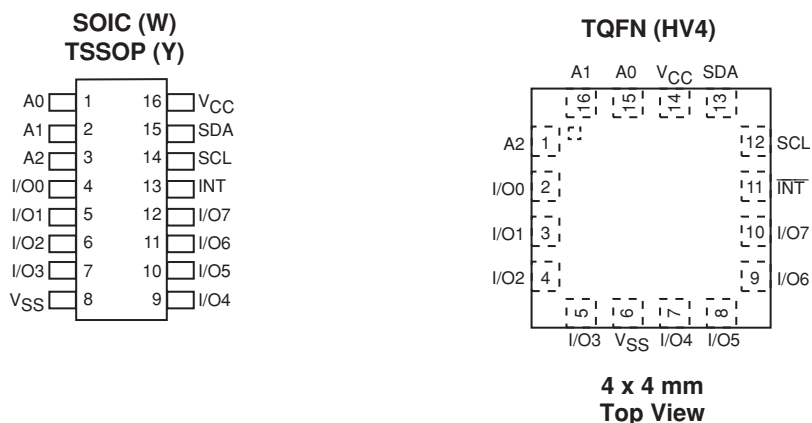 SOIC (W)
TSSOP (Y)
A0 1 16 VCC
A1 2 15 SDA
A2 3 14 SCL
I/O0 4 13 INT
I/O1 5 12 I/O7
I/O2 6 11 I/O6
I/O3 7 10 I/O5
VSS 8 9 I/O4
TQFN (HV4)
A1 A0 VCC SDA
16 15 14 13
A2 1 12 SCL
I/O0 2 11 INT
I/O1 3 10 I/O7
I/O2 4 9 I/O6
5 6 7 8
I/O3 VSS I/O4 I/O5
4 x 4 mm
Top View